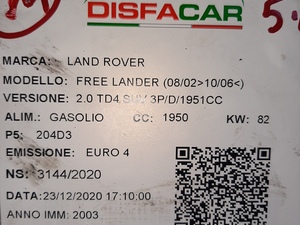 DISFACAR
MARCA: LAND ROVER
MODELLO: FREE LANDER (08/02>10/06<)
VERSIONE: 2.0 TD4 SUV 3P/D/1951CC
ALIM.: GASOLIO CC: 1950 KW: 82
P5: 204D3
EMISSIONE: EURO 4
NS: 3144/2020
DATA: 23/12/2020 17:10:00
ANNO IMM: 2003